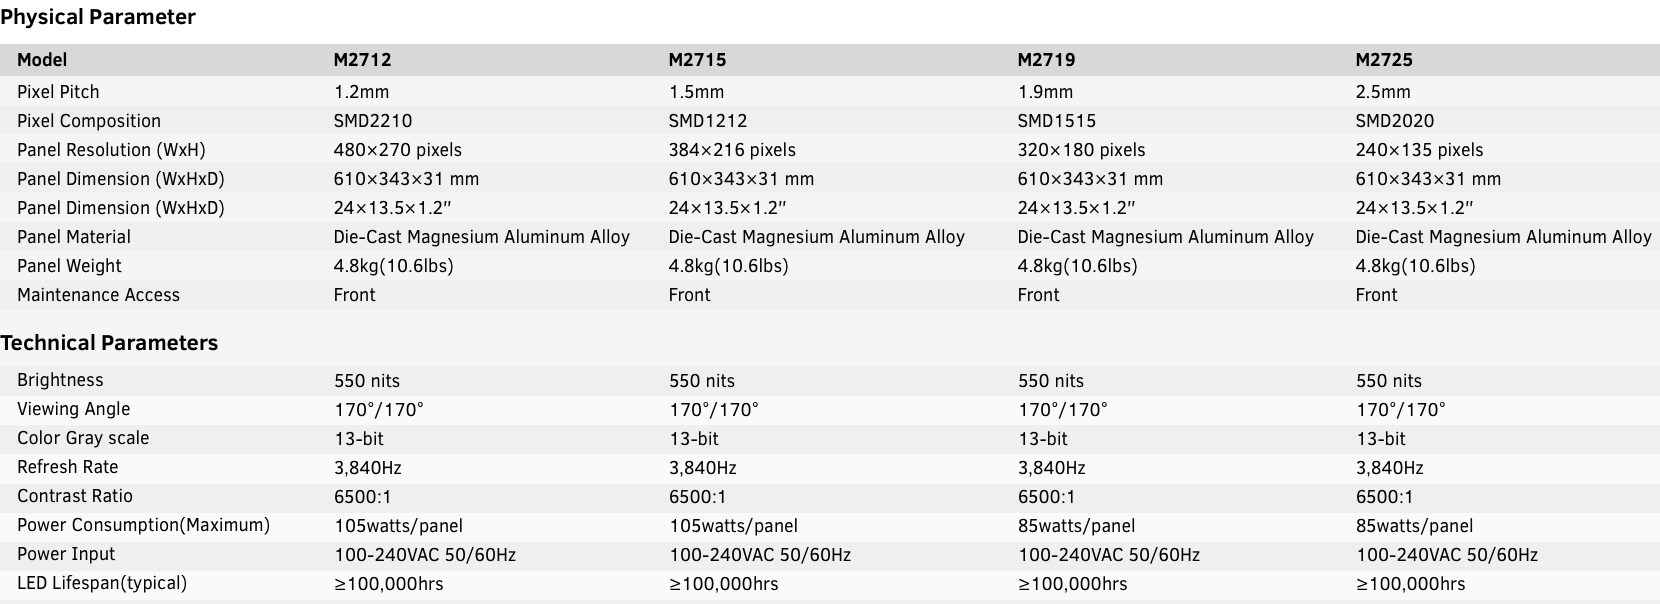 Physical Parameter
Model M2712 M2715 M2719 M2725
Pixel Pitch 1.2mm 1.5mm 1.9mm 2.5mm
Pixel Composition SMD2210 SMD1212 SMD1515 SMD2020
Panel Resolution (WxH) 480×270 pixels 384×216 pixels 320×180 pixels 240×135 pixels
Panel Dimension (WxHxD) 610×343×31 mm 610×343×31 mm 610×343×31 mm 610×343×31 mm
Panel Dimension (WxHxD) 24×13.5×1.2" 24×13.5×1.2" 24×13.5×1.2" 24×13.5×1.2"
Panel Material Die-Cast Magnesium Aluminum Alloy Die-Cast Magnesium Aluminum Alloy Die-Cast Magnesium Aluminum Alloy Die-Cast Magnesium Aluminum Alloy
Panel Weight 4.8kg(10.6lbs) 4.8kg(10.6lbs) 4.8kg(10.6lbs) 4.8kg(10.6lbs)
Maintenance Access Front Front Front Front
Technical Parameters
Brightness 550 nits 550 nits 550 nits 550 nits
Viewing Angle 170°/170° 170°/170° 170°/170° 170°/170°
Color Gray scale 13-bit 13-bit 13-bit 13-bit
Refresh Rate 3,840Hz 3,840Hz 3,840Hz 3,840Hz
Contrast Ratio 6500:1 6500:1 6500:1 6500:1
Power Consumption(Maximum) 105watts/panel 105watts/panel 85watts/panel 85watts/panel
Power Input 100-240VAC 50/60Hz 100-240VAC 50/60Hz 100-240VAC 50/60Hz 100-240VAC 50/60Hz
LED Lifespan(typical) ≥100,000hrs ≥100,000hrs ≥100,000hrs ≥100,000hrs